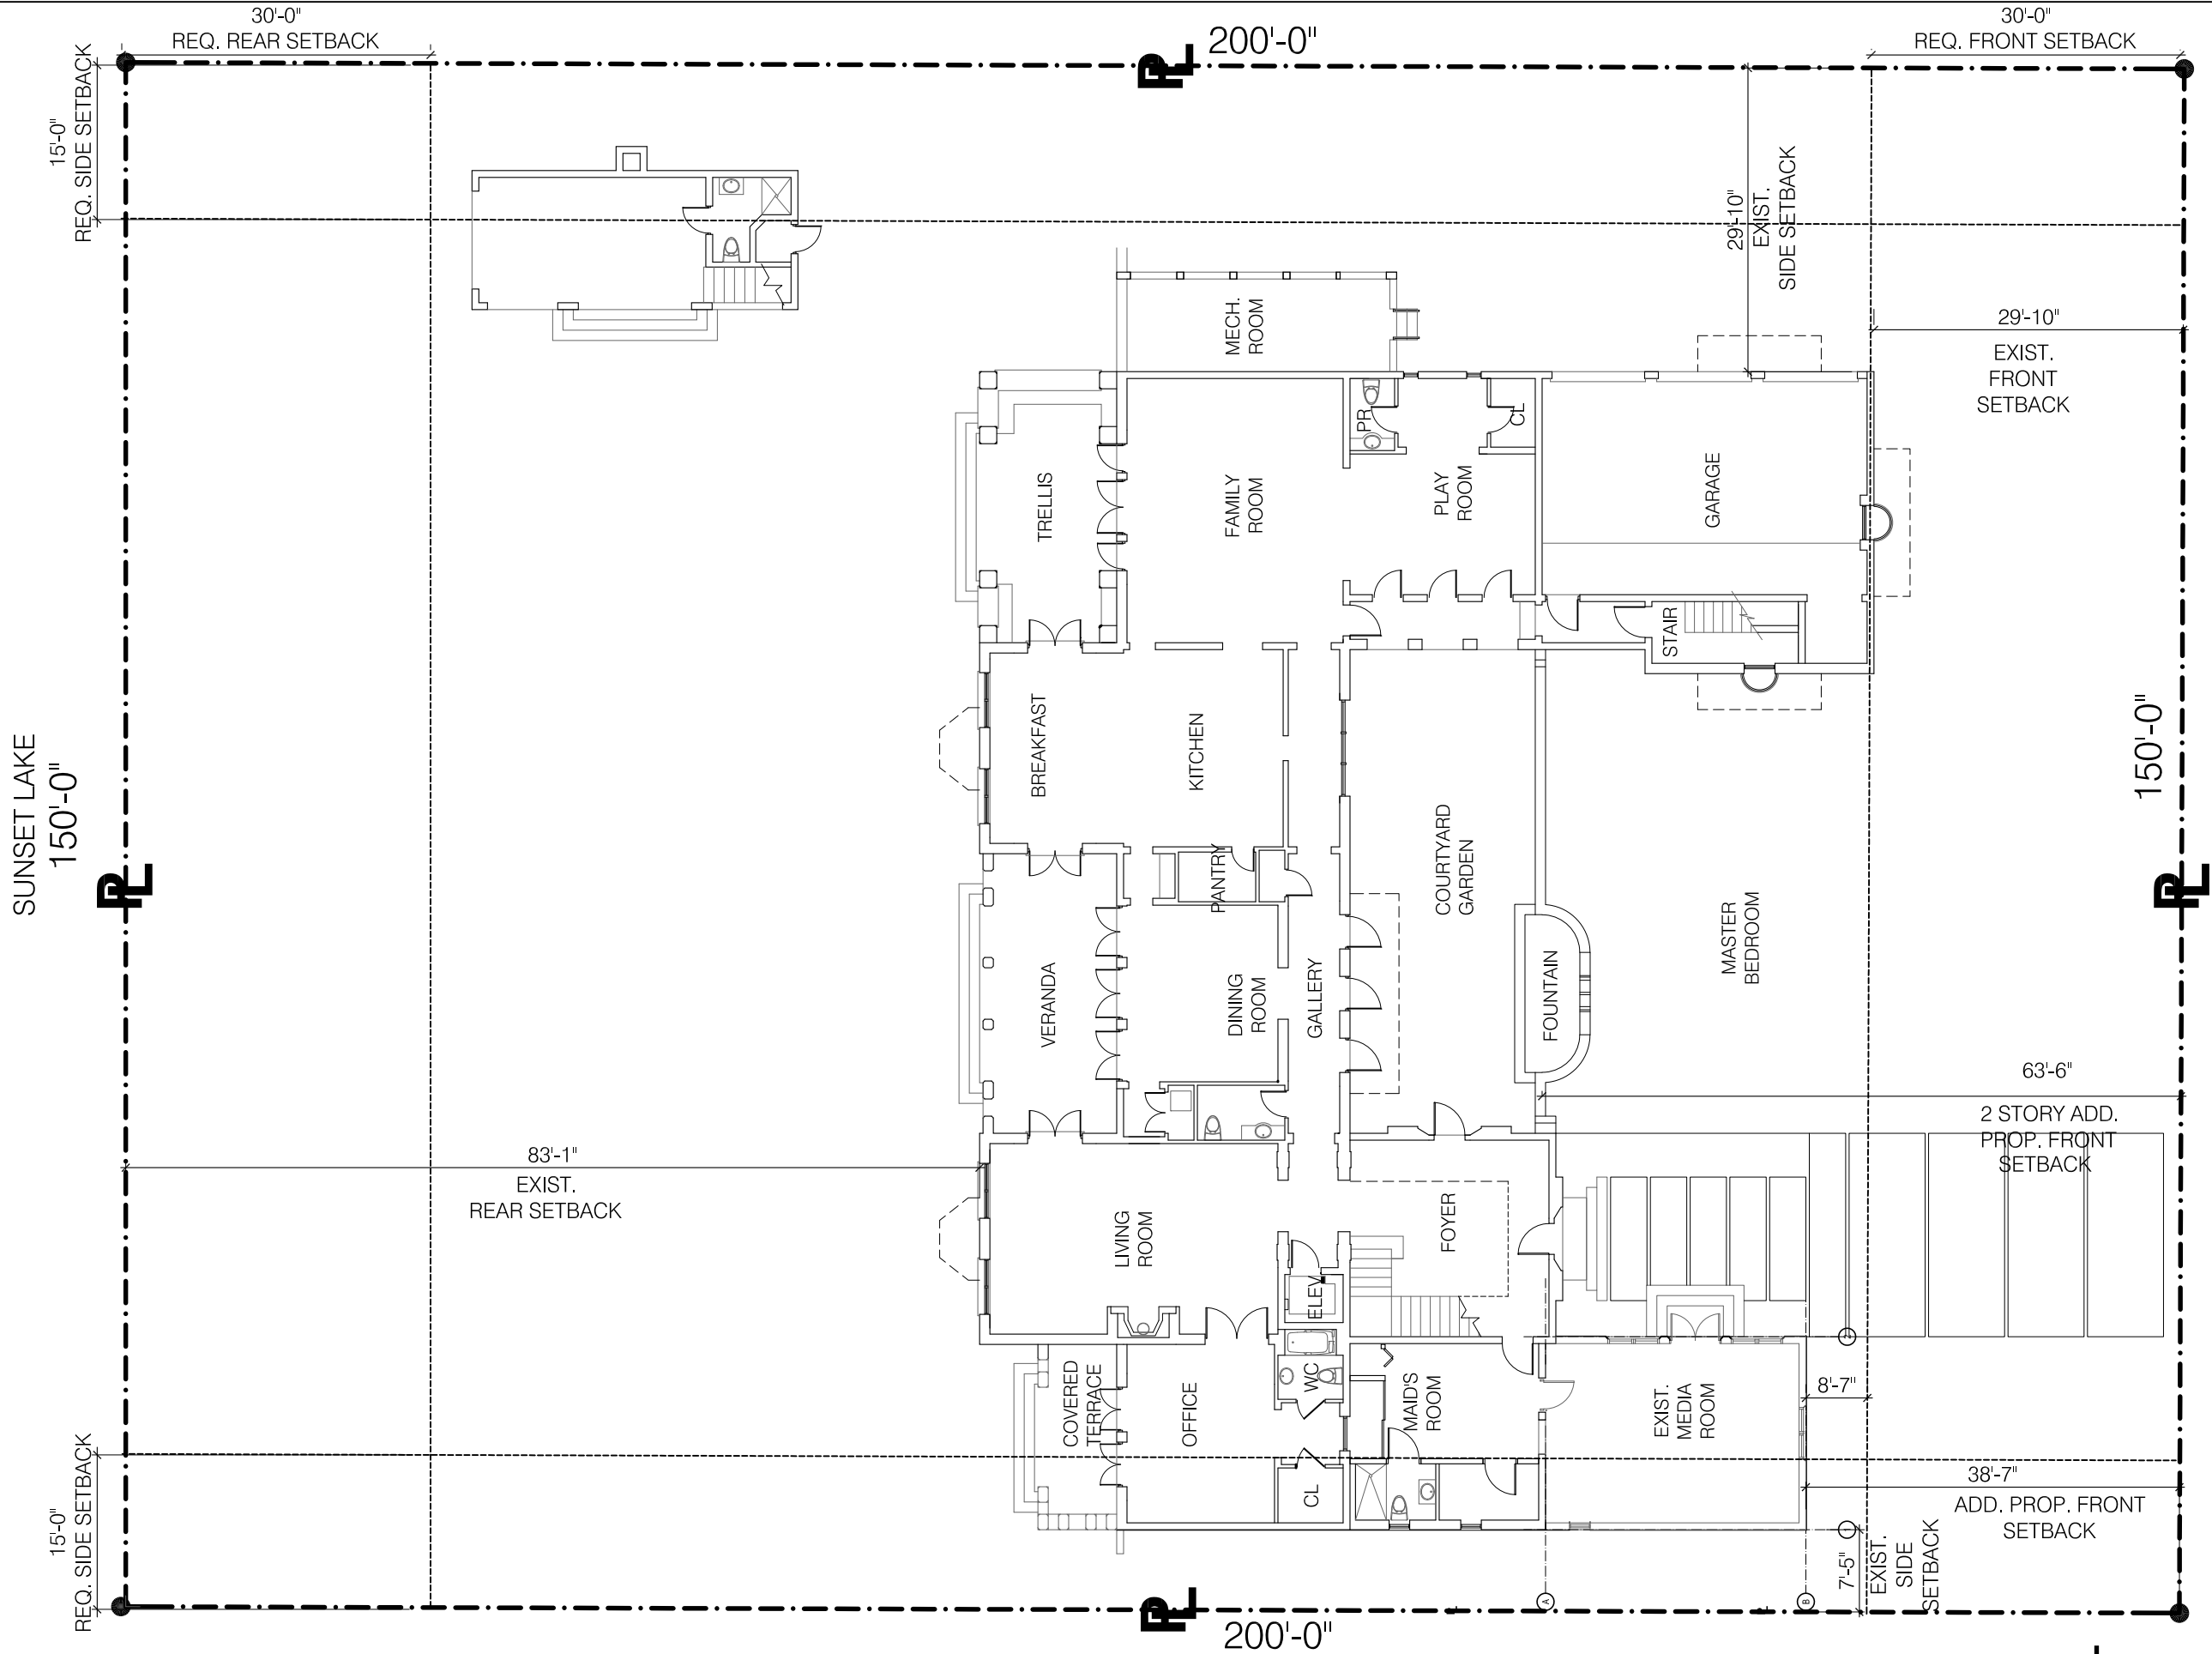 30'-0"
REQ. REAR SETBACK
200'-0"
30'-0"
REQ. FRONT SETBACK
PL
15'-0"
REQ. SIDE SETBACK
29'-10"
EXIST.
SIDE SETBACK
29'-10"
EXIST.
FRONT
SETBACK
MECH.
ROOM
TRELLIS
FAMILY
ROOM
PR
CL
PLAY
ROOM
GARAGE
STAIR
SUNSET LAKE
150'-0"
PL
BREAKFAST
KITCHEN
PANTRY
COURTYARD
GARDEN
MASTER
BEDROOM
150'-0"
PL
VERANDA
DINING
ROOM
GALLERY
FOUNTAIN
63'-6"
2 STORY ADD.
PROP. FRONT
SETBACK
83'-1"
EXIST.
REAR SETBACK
LIVING
ROOM
FOYER
ELEV.
COVERED
TERRACE
OFFICE
WC
MAID'S
ROOM
EXIST.
MEDIA
ROOM
8'-7"
CL
38'-7"
ADD. PROP. FRONT
SETBACK
15'-0"
REQ. SIDE SETBACK
7'-5"
EXIST.
SIDE
SETBACK
A
B
PL
200'-0"